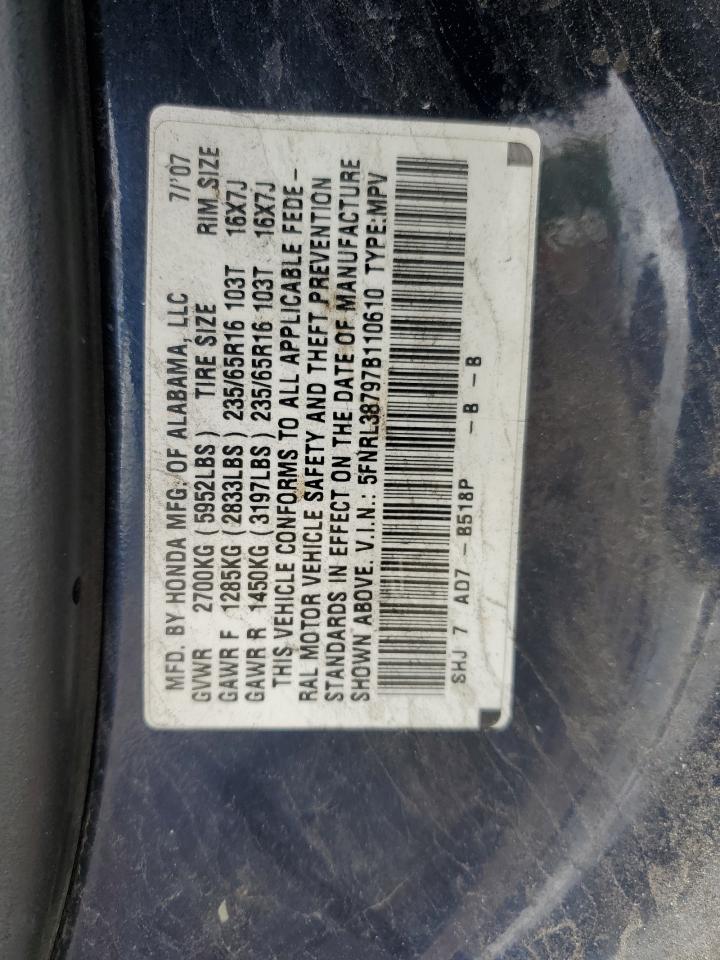 MFD. BY HONDA MFG. OF ALABAMA, LLC 7/'07
GVWR 2700KG (5952LBS) TIRE SIZE RIM SIZE
GAWR F 1285KG (2833LBS) 235/65R16 103T 16X7J
GAWR R 1450KG (3197LBS) 235/65R16 103T 16X7J
THIS VEHICLE CONFORMS TO ALL APPLICABLE FEDE-
RAL MOTOR VEHICLE SAFETY AND THEFT PREVENTION
STANDARDS IN EFFECT ON THE DATE OF MANUFACTURE
SHOWN ABOVE. V.I.N.: 5FNRL38797B110610 TYPE:MPV
SHJ 7 AD7 -B518P -B -B